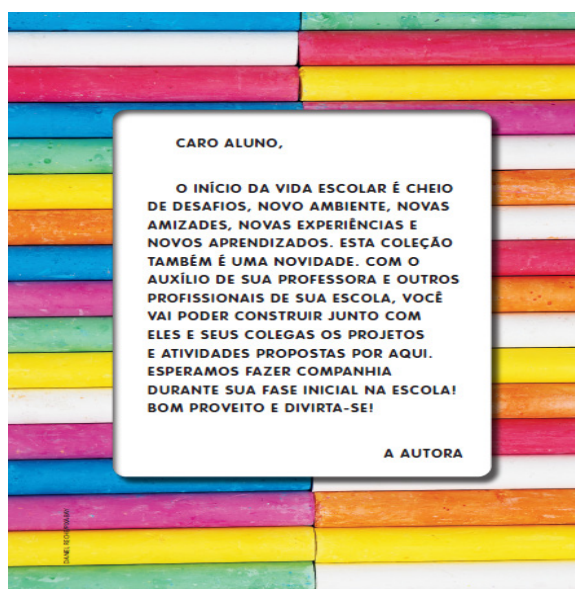 CARO ALUNO,
O INÍCIO DA VIDA ESCOLAR É CHEIO
DE DESAFIOS, NOVO AMBIENTE, NOVAS
AMIZADES, NOVAS EXPERIÊNCIAS E
NOVOS APRENDIZADOS. ESTA COLEÇÃO
TAMBÉM É UMA NOVIDADE. COM O
AUXÍLIO DE SUA PROFESSORA E OUTROS
PROFISSIONAIS DE SUA ESCOLA, VOCÊ
VAI PODER CONSTRUIR JUNTO COM
ELES E SEUS COLEGAS OS PROJETOS
E ATIVIDADES PROPOSTAS POR AQUI.
ESPERAMOS FAZER COMPANHIA
DURANTE SUA FASE INICIAL NA ESCOLA!
BOM PROVEITO E DIVIRTA-SE!
A AUTORA